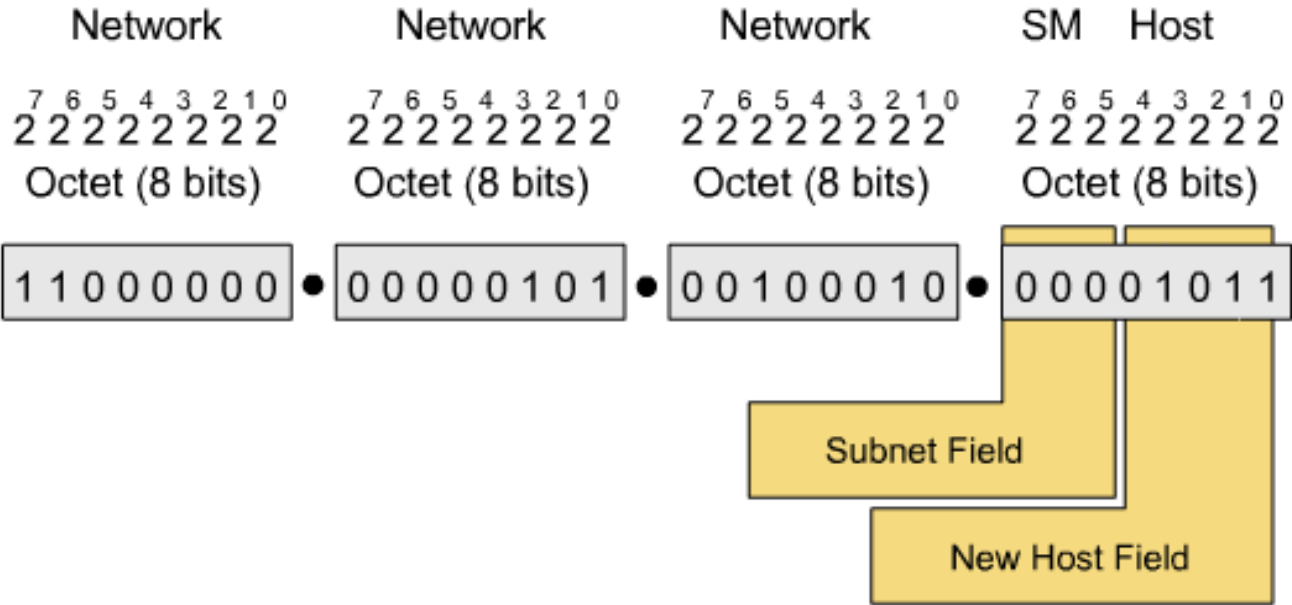 Network Network Network SM Host
7 6 5 4 3 2 1 0 7 6 5 4 3 2 1 0 7 6 5 4 3 2 1 0 7 6 5 4 3 2 1 0
2 2 2 2 2 2 2 2 2 2 2 2 2 2 2 2 2 2 2 2 2 2 2 2 2 2 2 2 2 2 2 2
Octet (8 bits) Octet (8 bits) Octet (8 bits) Octet (8 bits)
1 1 0 0 0 0 0 0 • 0 0 0 0 0 1 0 1 • 0 0 1 0 0 0 1 0 • 0 0 0 0 1 0 1 1
Subnet Field
New Host Field